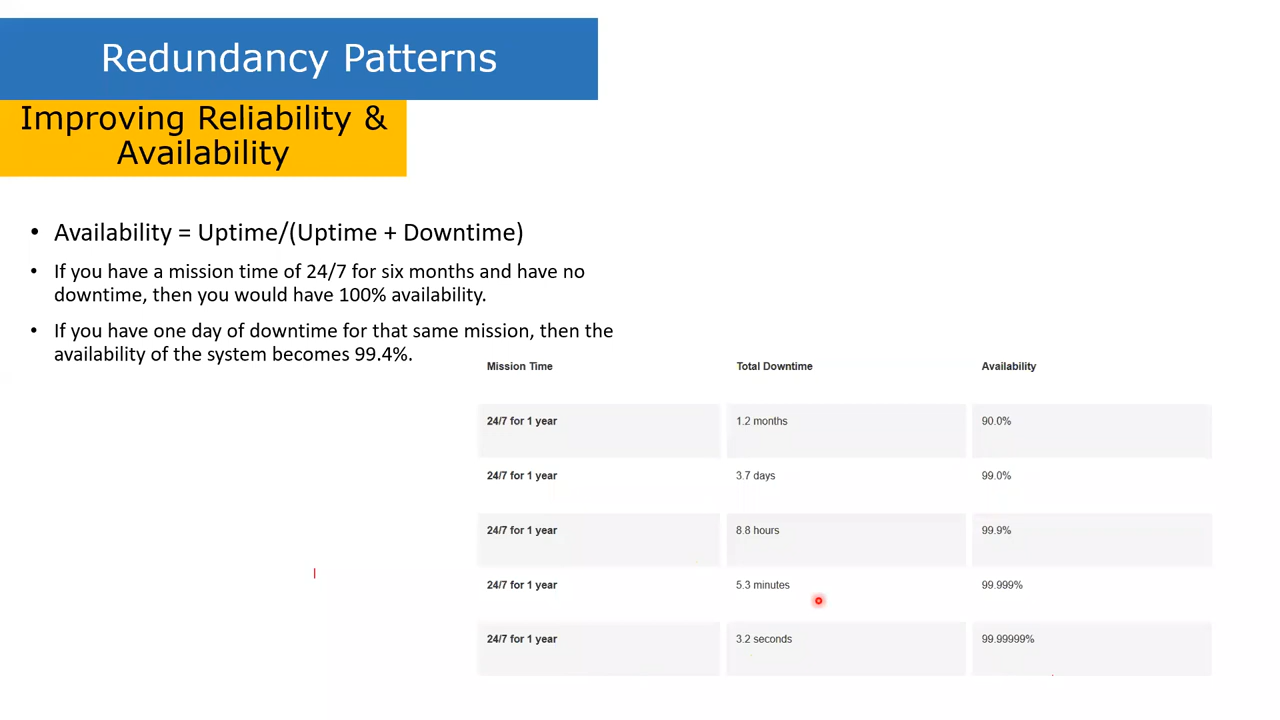 Redundancy Patterns
Improving Reliability &
Availability
• Availability = Uptime/(Uptime + Downtime)
• If you have a mission time of 24/7 for six months and have no
downtime, then you would have 100% availability.
• If you have one day of downtime for that same mission, then the
availability of the system becomes 99.4%.
Mission Time Total Downtime Availability
24/7 for 1 year 1.2 months 90.0%
24/7 for 1 year 3.7 days 99.0%
24/7 for 1 year 8.8 hours 99.9%
24/7 for 1 year 5.3 minutes 99.999%
24/7 for 1 year 3.2 seconds 99.99999%